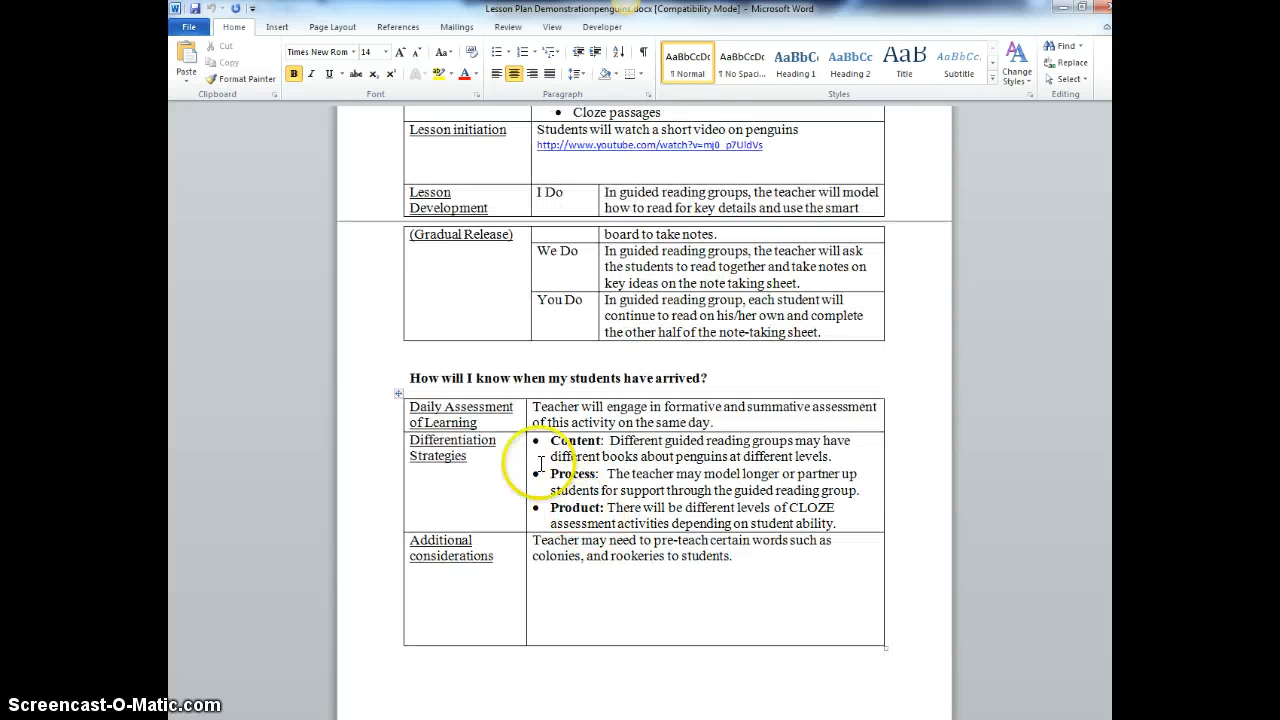 Lesson Plan Demonstrationpenguins.docx [Compatibility Mode] - Microsoft Word
File Home Insert Page Layout References Mailings Review View Developer
Cut
Copy
Format Painter
Paste
Clipboard
Times New Rom 14
Font
Paragraph
AaBbCcDc AaBbCcDc AaBbC AaBbCc AaB AaBbCc.
¶ Normal ¶ No Spaci... Heading 1 Heading 2 Title Subtitle
Change Styles
Styles
Find
Replace
Select
Editing
• Cloze passages
Lesson initiation
Students will watch a short video on penguins
http://www.youtube.com/watch?v=mj0_p7UldVs
Lesson
Development
I Do
In guided reading groups, the teacher will model
how to read for key details and use the smart
(Gradual Release)
board to take notes.
We Do
In guided reading groups, the teacher will ask
the students to read together and take notes on
key ideas on the note taking sheet.
You Do
In guided reading group, each student will
continue to read on his/her own and complete
the other half of the note-taking sheet.
How will I know when my students have arrived?
Daily Assessment
of Learning
Teacher will engage in formative and summative assessment
of this activity on the same day.
Differentiation
Strategies
• Content: Different guided reading groups may have
different books about penguins at different levels.
• Process: The teacher may model longer or partner up
students for support through the guided reading group.
• Product: There will be different levels of CLOZE
assessment activities depending on student ability.
Additional
considerations
Teacher may need to pre-teach certain words such as
colonies, and rookeries to students.
Screencast-O-Matic.com